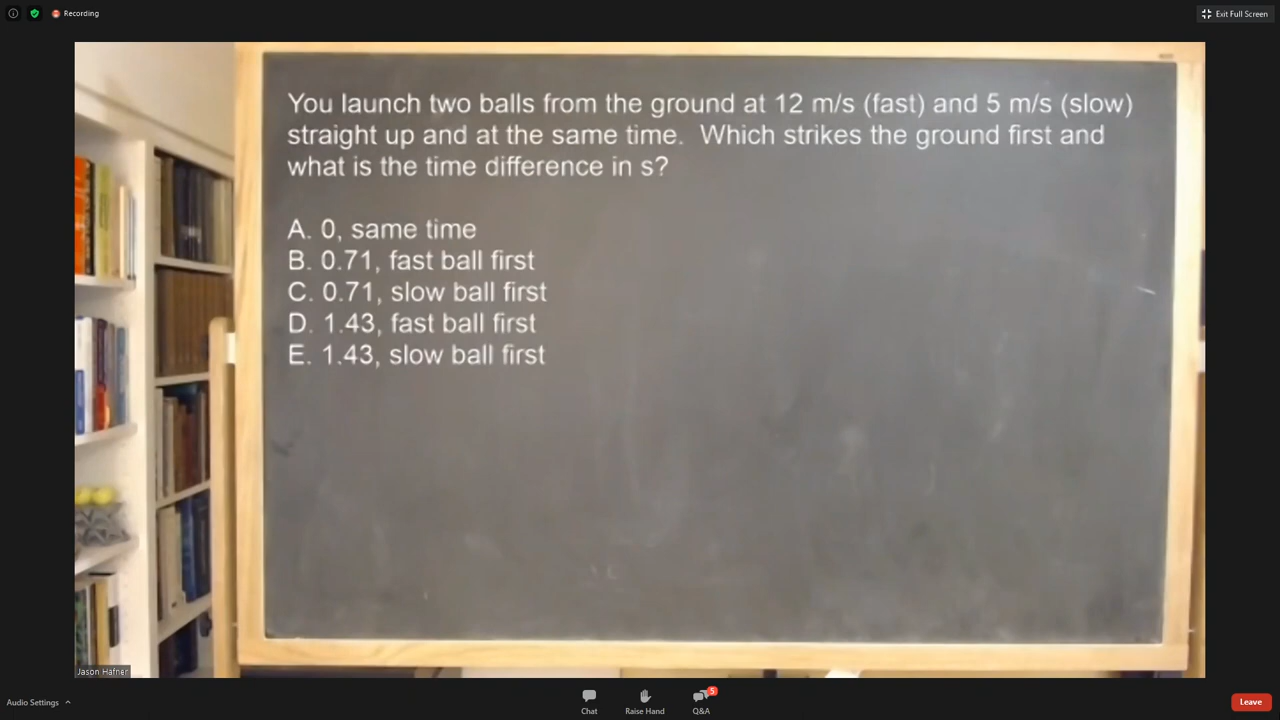 Recording
Exit Full Screen
You launch two balls from the ground at 12 m/s (fast) and 5 m/s (slow)
straight up and at the same time. Which strikes the ground first and
what is the time difference in s?
A. 0, same time
B. 0.71, fast ball first
C. 0.71, slow ball first
D. 1.43, fast ball first
E. 1.43, slow ball first
Jason Hafner
Audio Settings
Chat
Raise Hand
5
Q&A
Leave